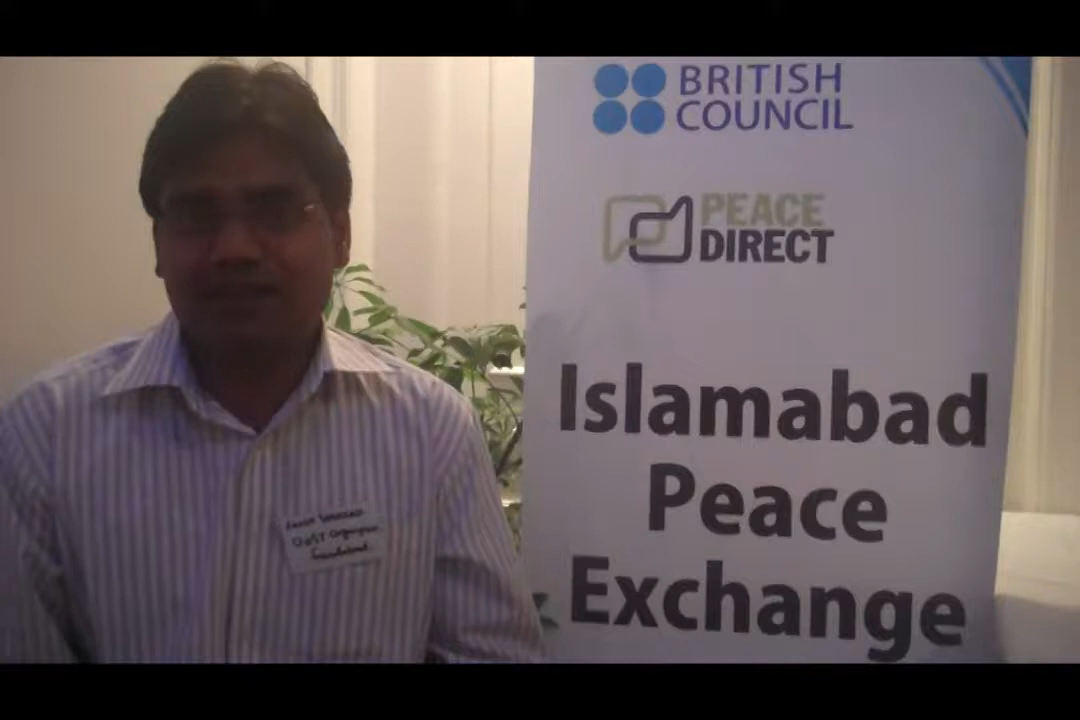 BRITISH
COUNCIL
PEACE
DIRECT
Islamabad
Peace
Exchange